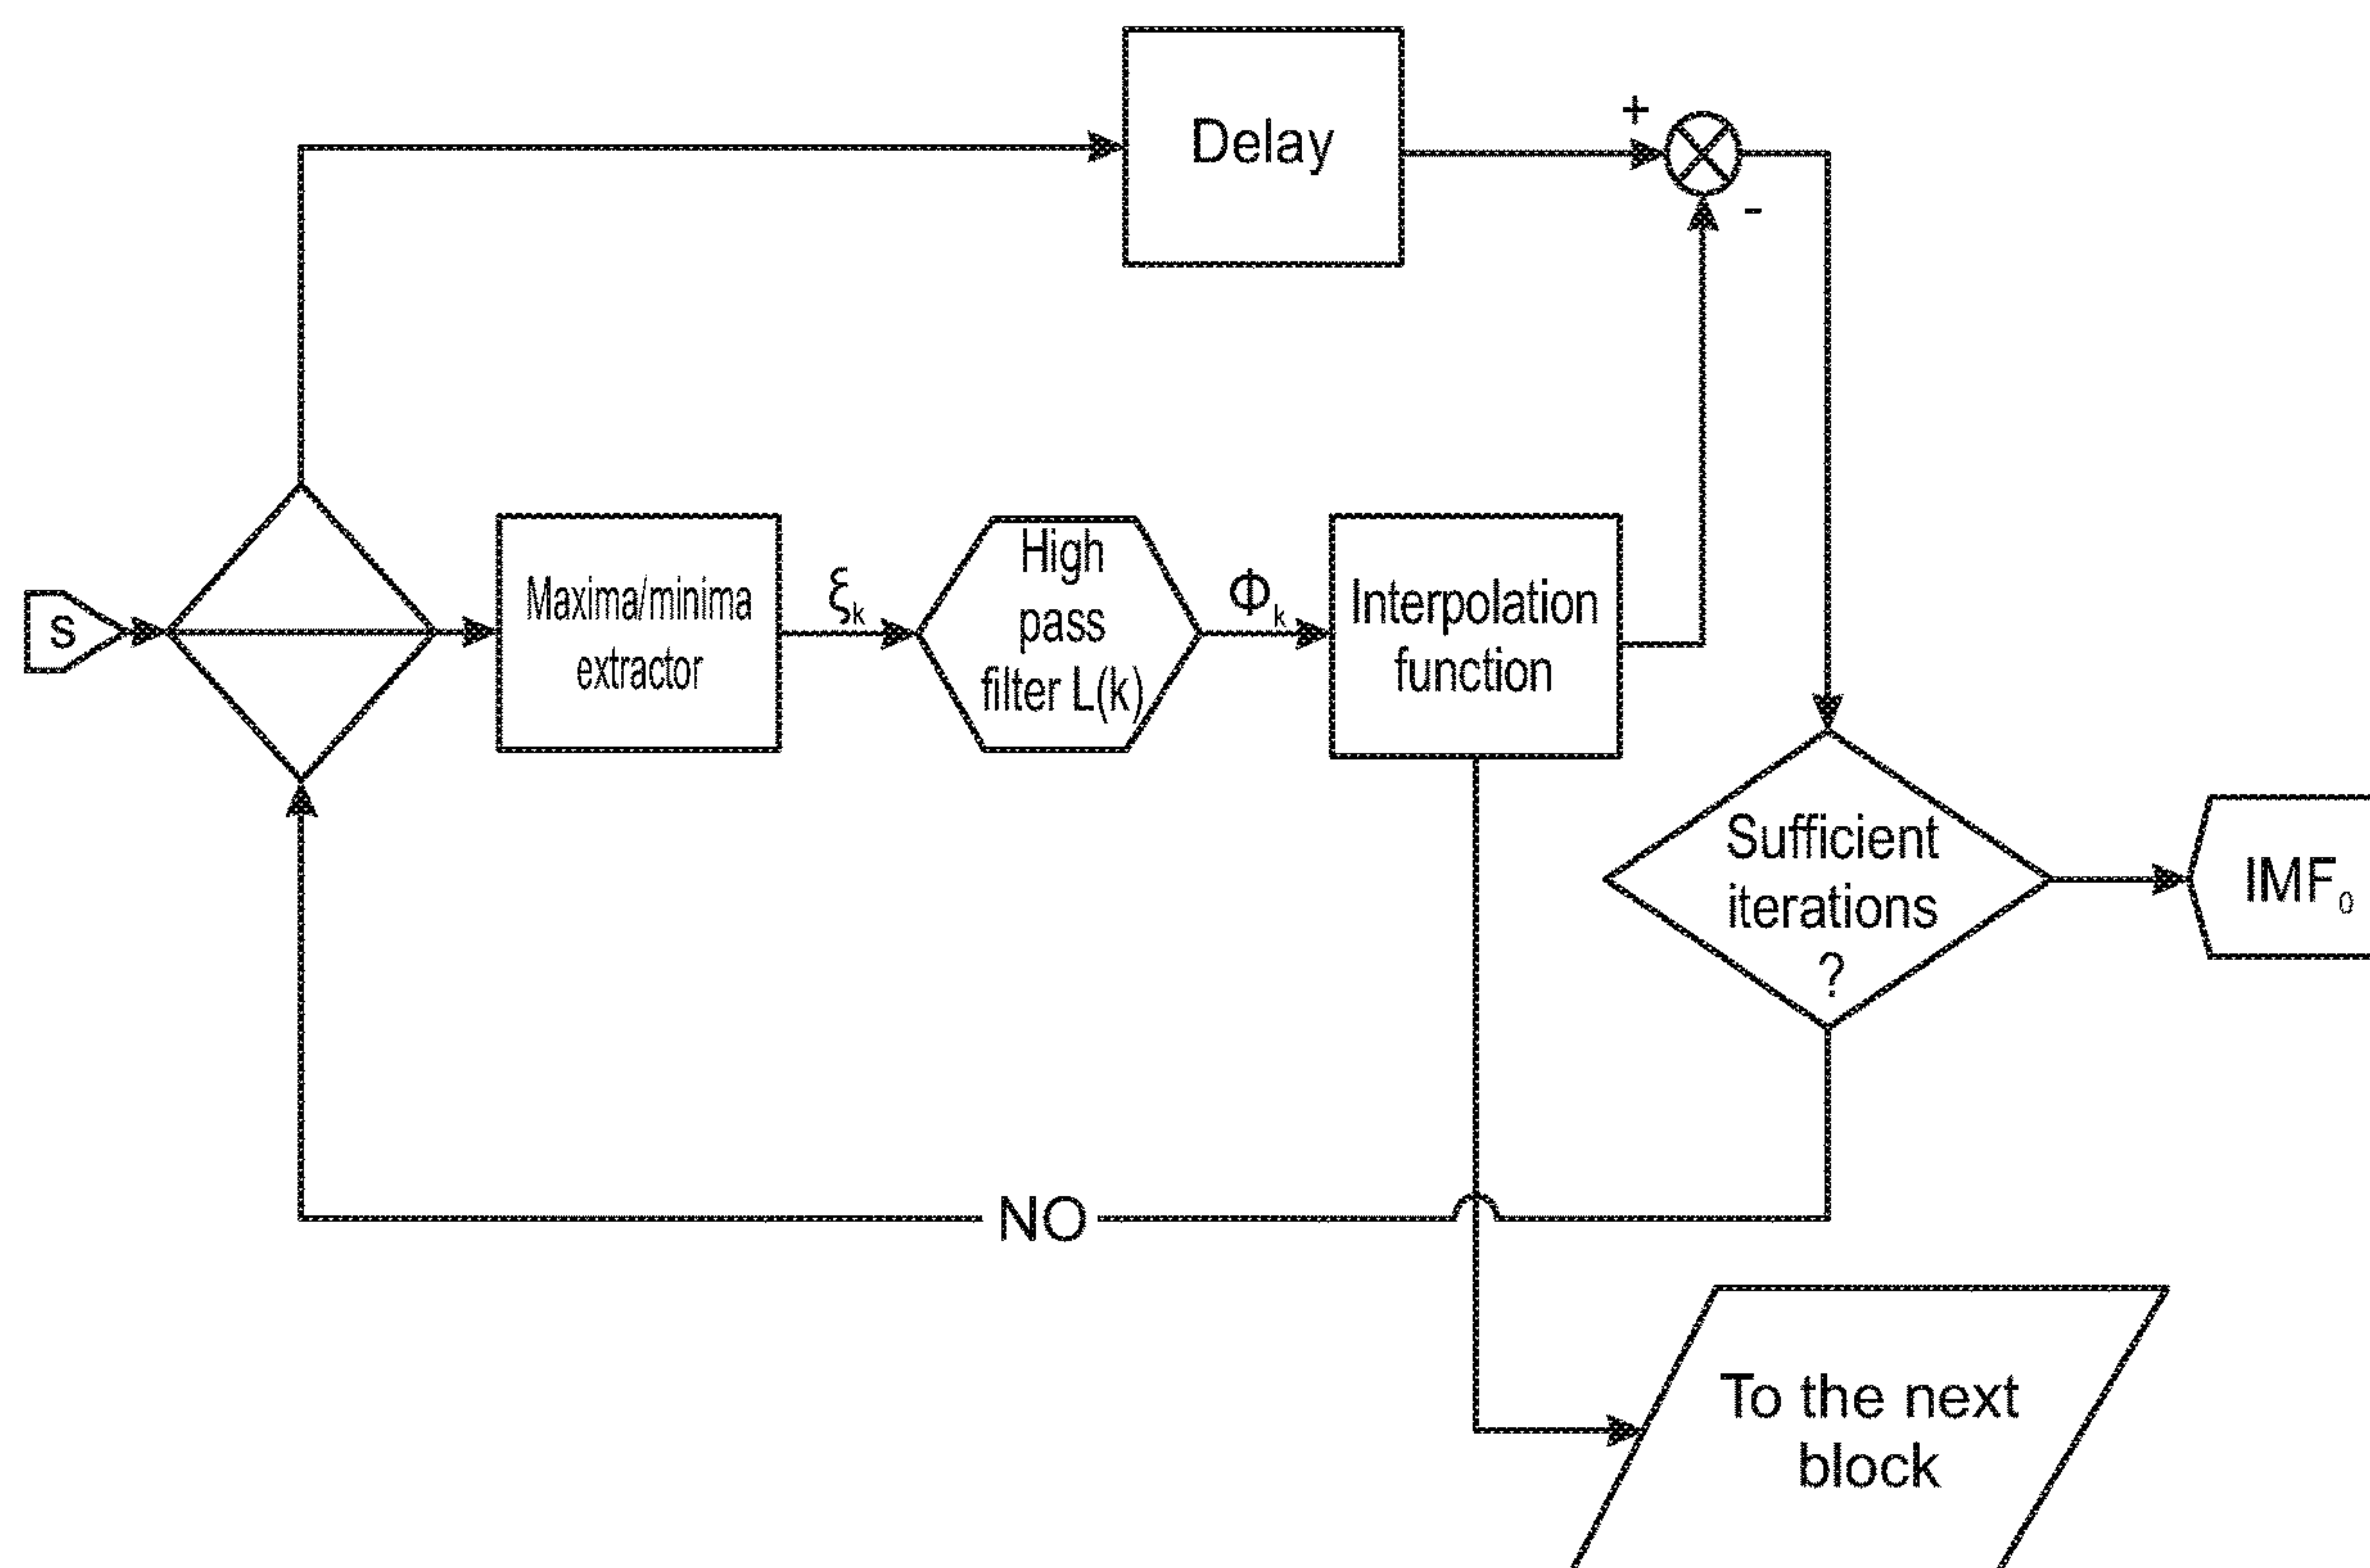 Delay
+
-
s
Maxima/minima
extractor
ξk
High
pass
filter L(k)
Φk
Interpolation
function
Sufficient
iterations
?
IMF0
NO
To the next
block